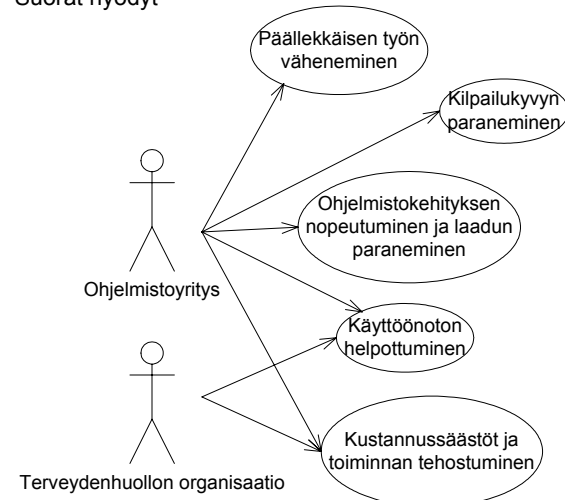 Suorat hyödyt
Päällekkäisen työn
väheneminen
Kilpailukyvyn
paraneminen
Ohjelmistokehityksen
nopeutuminen ja laadun
paraneminen
Ohjelmistoyritys
Käyttöönoton
helpottuminen
Kustannussäästöt ja
toiminnan tehostuminen
Terveydenhuollon organisaatio